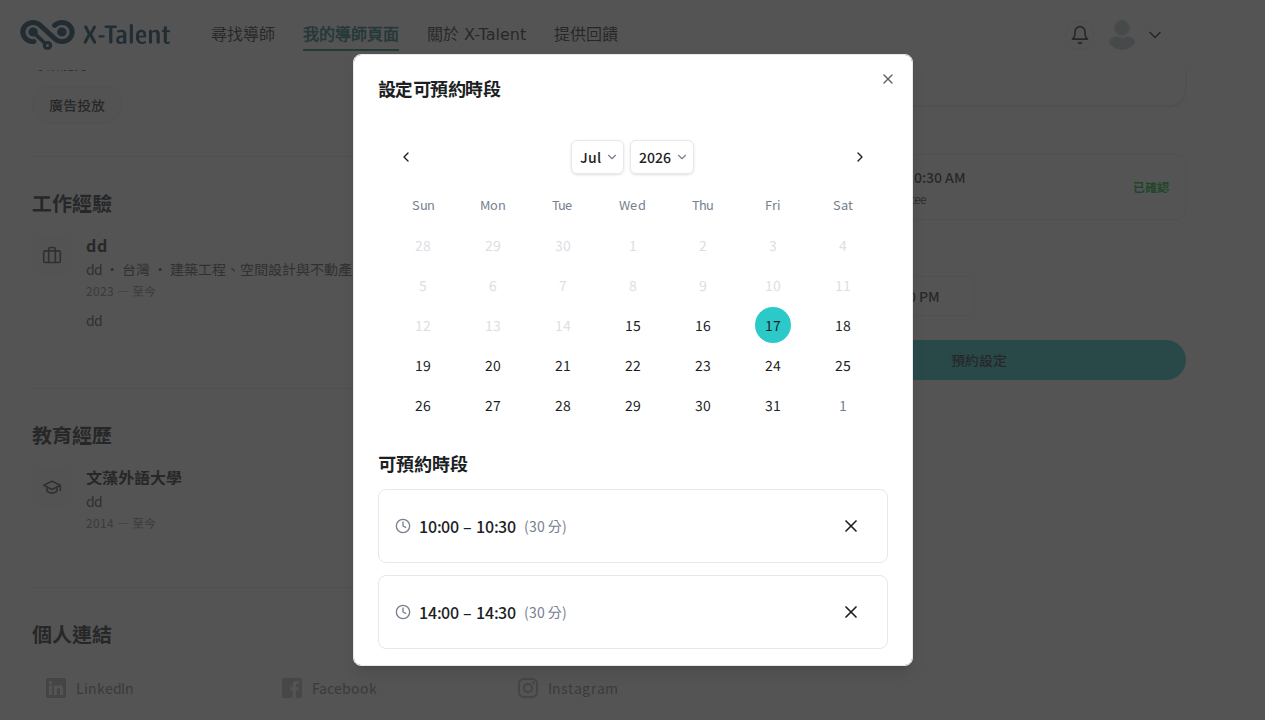 X-Talent
尋找導師
我的導師頁面
關於 X-Talent
提供回饋
廣告投放
工作經驗
dd
dd ・ 台灣 ・ 建築工程、空間設計與不動產
2023 — 至今
dd
教育經歷
文藻外語大學
dd
2014 — 至今
個人連結
LinkedIn
Facebook
Instagram
設定可預約時段
Jul
2026
Sun Mon Tue Wed Thu Fri Sat
28 29 30 1 2 3 4
5 6 7 8 9 10 11
12 13 14 15 16 17 18
19 20 21 22 23 24 25
26 27 28 29 30 31 1
可預約時段
10:00 – 10:30 (30 分)
14:00 – 14:30 (30 分)
0:30 AM
已確認
PM
預約設定